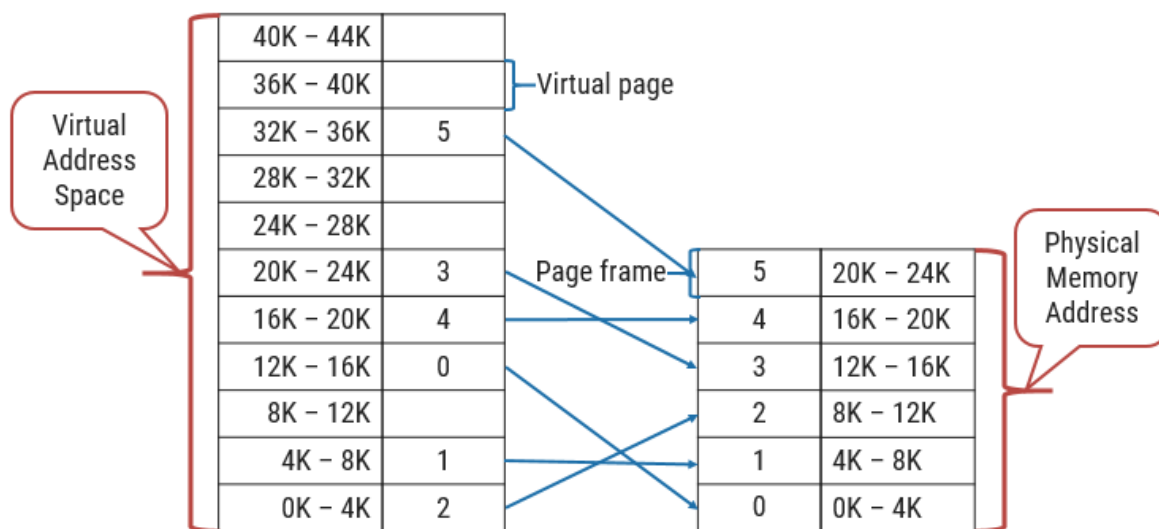 40K – 44K
36K – 40K
Virtual page
32K – 36K 5
28K – 32K
24K – 28K
20K – 24K 3
16K – 20K 4
12K – 16K 0
8K – 12K
4K – 8K 1
0K – 4K 2
Virtual
Address
Space
Page frame
5 20K – 24K
4 16K – 20K
3 12K – 16K
2 8K – 12K
1 4K – 8K
0 0K – 4K
Physical
Memory
Address